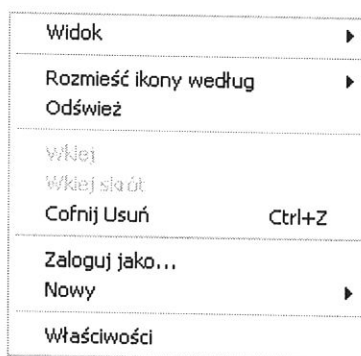 Widok
Rozmieść ikony według
Odśwież
Wklej
Wklej skrót
Cofnij Usuń Ctrl+Z
Zaloguj jako...
Nowy
Właściwości